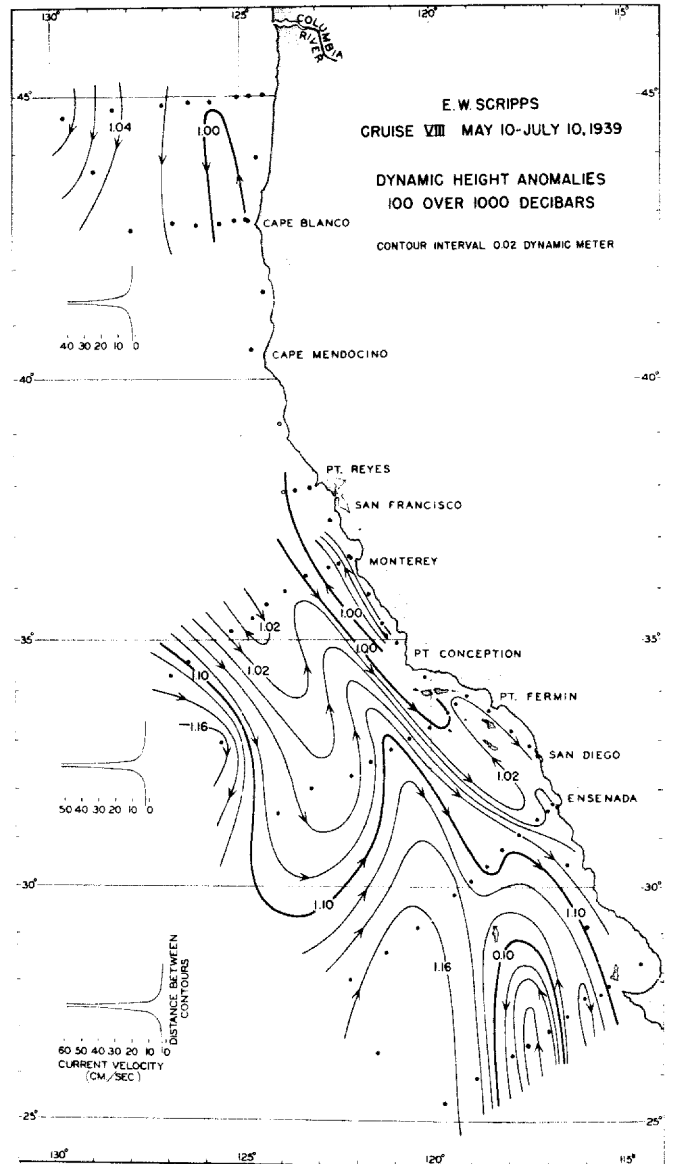 130°
125°
120°
115°
COLUMBIA
RIVER
45°
45°
E.W. SCRIPPS
CRUISE VIII MAY 10-JULY 10, 1939
DYNAMIC HEIGHT ANOMALIES
100 OVER 1000 DECIBARS
CONTOUR INTERVAL 0.02 DYNAMIC METER
1.04
1.00
CAPE BLANCO
40 30 20 10 0
CAPE MENDOCINO
40°
40°
PT. REYES
SAN FRANCISCO
MONTEREY
1.00
1.02
35°
35°
1.00
PT CONCEPTION
1.02
1.10
PT. FERMIN
1.16
SAN DIEGO
1.02
ENSENADA
50 40 30 20 10 0
30°
30°
1.10
1.10
1.16
0.10
DISTANCE BETWEEN
CONTOURS
60 50 40 30 20 10 0
CURRENT VELOCITY
(CM/SEC)
25°
25°
130°
125°
120°
115°